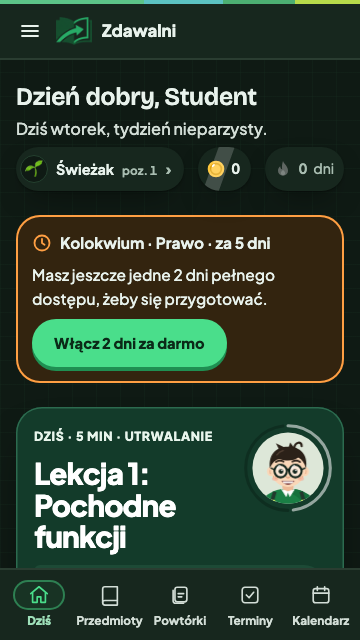 Zdawalni
Dzień dobry, Student
Dziś wtorek, tydzień nieparzysty.
Świeżak poz. 1 ›
0
0 dni
Kolokwium · Prawo · za 5 dni
Masz jeszcze jedne 2 dni pełnego
dostępu, żeby się przygotować.
Włącz 2 dni za darmo
DZIŚ · 5 MIN · UTRWALANIE
Lekcja 1:
Pochodne
funkcji
Dziś Przedmioty Powtórki Terminy Kalendarz